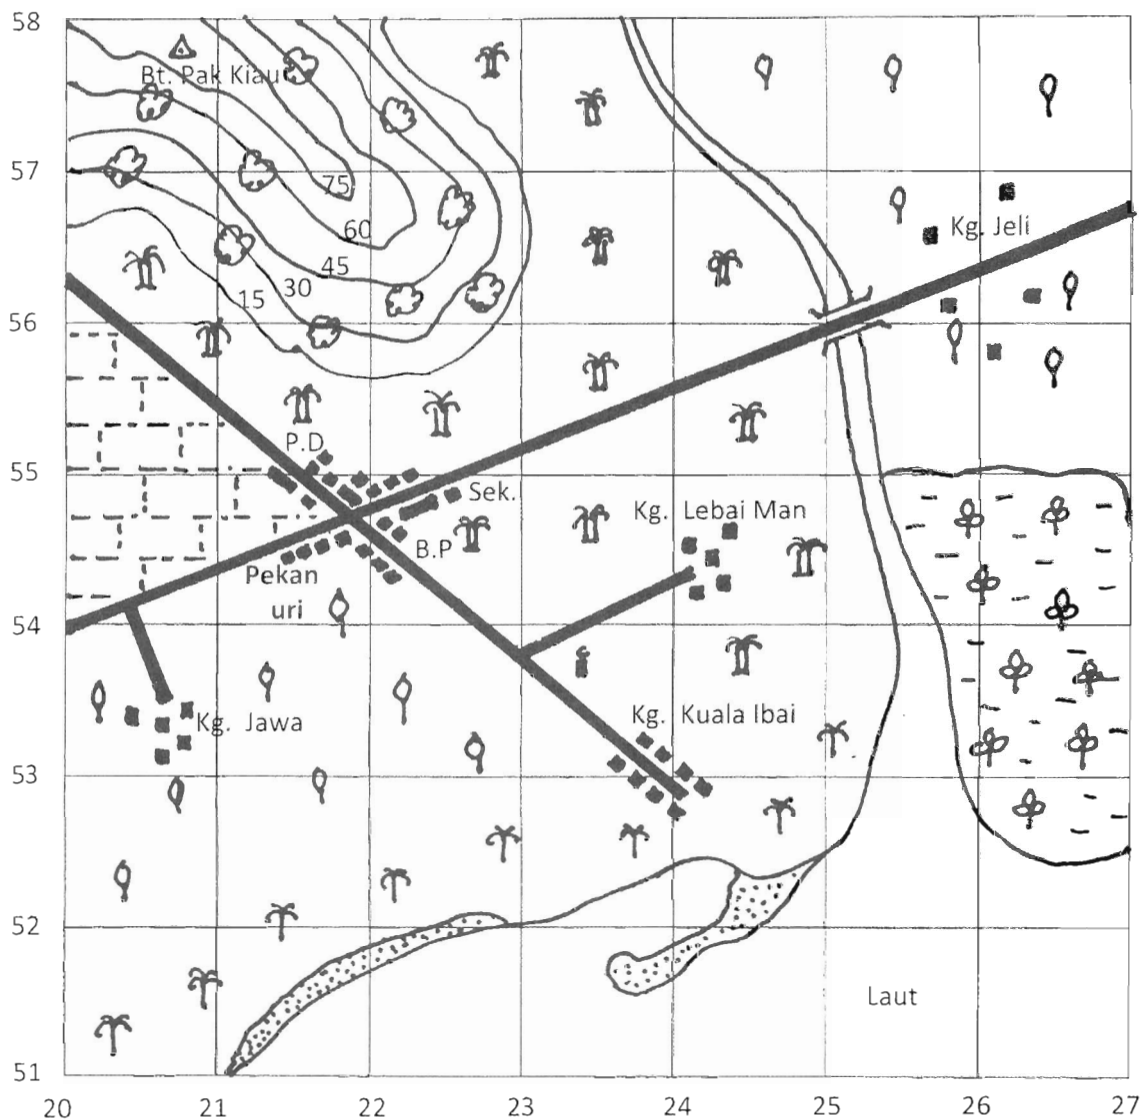 58
Bt. Pak Kiau
57
75
60
Kg. Jeli
45
30
15
56
P.D
55
Sek.
Kg. Lebai Man
B.P
Pekan
uri
54
Kg. Jawa
Kg. Kuala Ibai
53
52
Laut
51
20 21 22 23 24 25 26 27